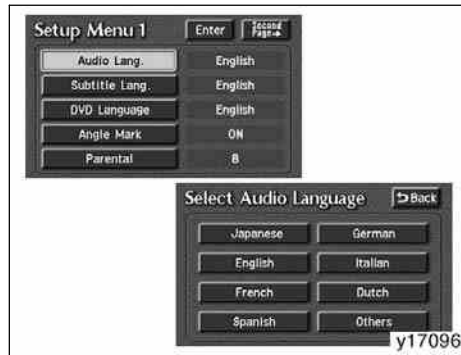 Setup Menu 1 Enter Second Page→
Audio Lang. English
Subtitle Lang. English
DVD Language English
Angle Mark ON
Parental 8
Select Audio Language Back
Japanese German
English Italian
French Dutch
Spanish Others
y17096